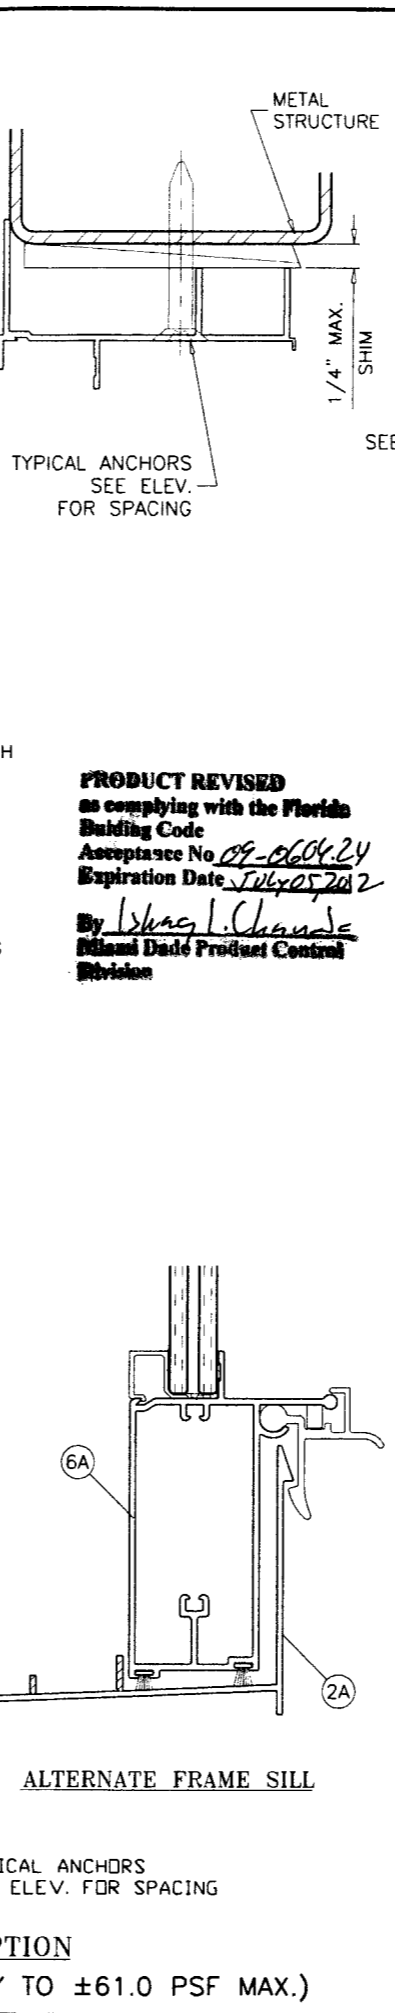 METAL
STRUCTURE
1/4" MAX.
SHIM
SEE
TYPICAL ANCHORS
SEE ELEV.
FOR SPACING
H
PRODUCT REVISED
as complying with the Florida
Building Code
Acceptance No 09-0604.24
Expiration Date July 05, 2012
By
Miami Dade Product Control
Division
6A
2A
ALTERNATE FRAME SILL
ICAL ANCHORS
ELEV. FOR SPACING
PTION
Y TO ±61.0 PSF MAX.)